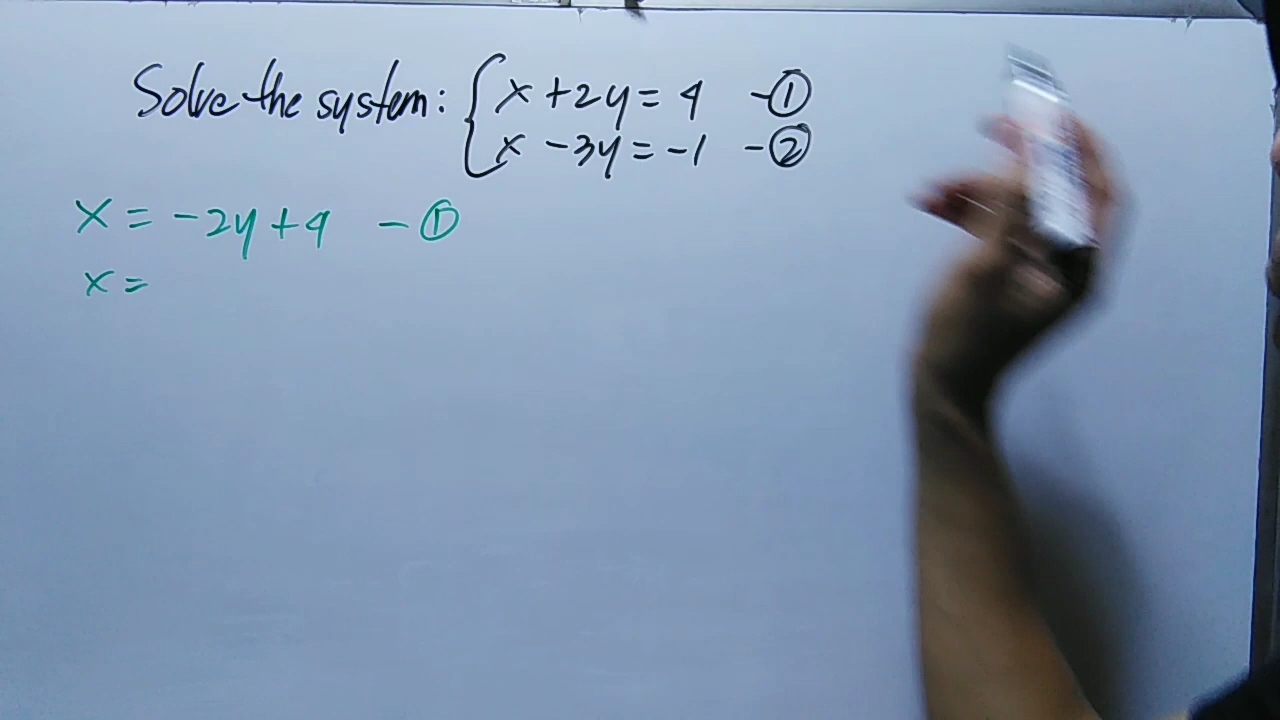 Solve the system: { x + 2y = 4 - ①
x - 3y = -1 - ②
x = -2y + 4 - ①
x =